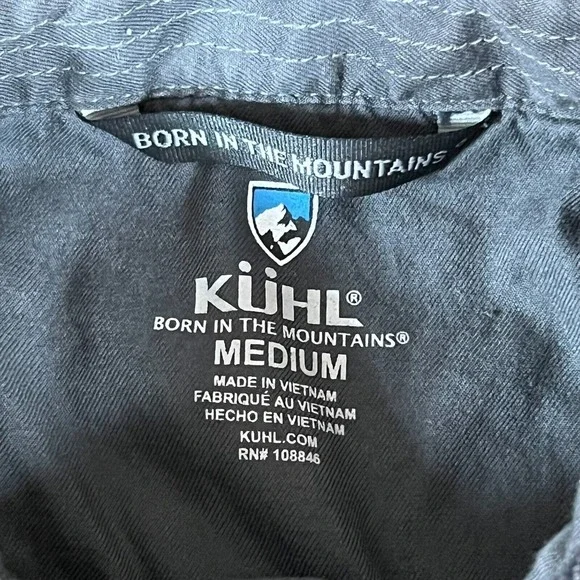 BORN IN THE MOUNTAINS
KÜHL®
BORN IN THE MOUNTAINS®
MEDIUM
MADE IN VIETNAM
FABRIQUÉ AU VIETNAM
HECHO EN VIETNAM
KUHL.COM
RN# 108846